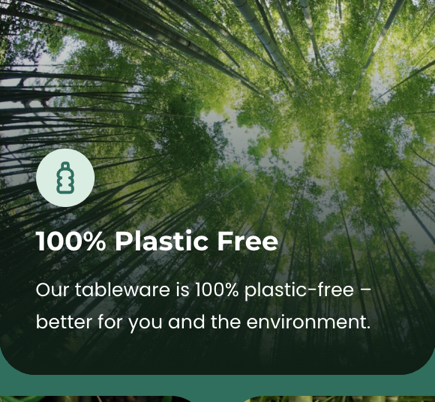 100% Plastic Free
Our tableware is 100% plastic-free –
better for you and the environment.